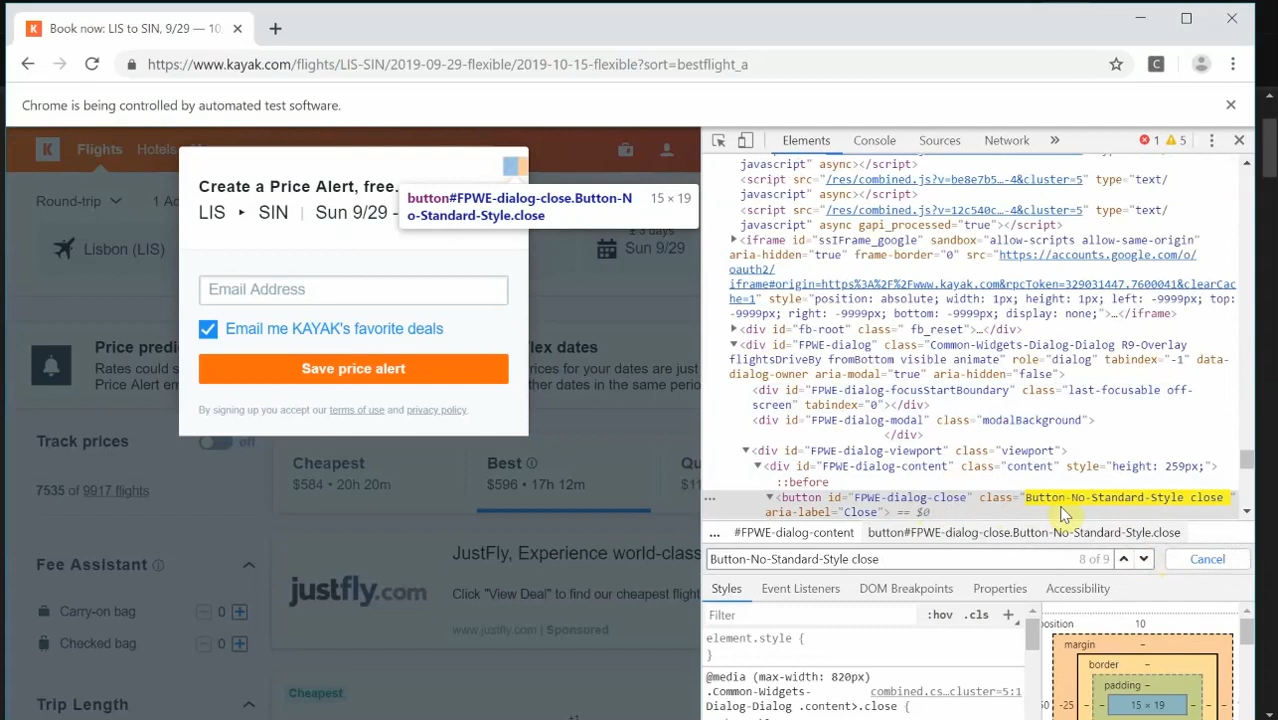 K Book now: LIS to SIN, 9/29 — 10,
https://www.kayak.com/flights/LIS-SIN/2019-09-29-flexible/2019-10-15-flexible?sort=bestflight_a
C
Chrome is being controlled by automated test software.
K Flights Hotels
Round-trip
Lisbon (LIS)
± 3 days
Sun 9/29
Create a Price Alert, free.
LIS ▸ SIN | Sun 9/29 -
button#FPWE-dialog-close.Button-N
o-Standard-Style.close
15 × 19
Email Address
Email me KAYAK's favorite deals
Save price alert
By signing up you accept our terms of use and privacy policy.
Price predi
Rates could s
Price Alert en
Flex dates
rices for your dates are just
ther dates in the same perio
Track prices
off
7535 of 9917 flights
Cheapest
$584 • 20h 10m
Best
$596 • 17h 12m
Qu
$
Fee Assistant
Carry-on bag
0
Checked bag
0
Trip Length
justfly.com
JustFly, Experience world-class
Click "View Deal" to find our cheapest flight
www.justfly.com | Sponsored
Cheapest
Elements Console Sources Network » 1 5
javascript" async></script>
<script src="/res/combined.js?v=be8e7b5…-4&cluster=5" type="text/
javascript" async></script>
<script src="/res/combined.js?v=12c540c…-4&cluster=5" type="text/
javascript" async gapi_processed="true"></script>
<iframe id="ssIFrame_google" sandbox="allow-scripts allow-same-origin"
aria-hidden="true" frame-border="0" src="https://accounts.google.com/o/
oauth2/
iframe#origin=https%3A%2F%2Fwww.kayak.com&rpcToken=329031447.7600041&clearCac
he=1" style="position: absolute; width: 1px; height: 1px; left: -9999px; top:
-9999px; right: -9999px; bottom: -9999px; display: none;">…</iframe>
<div id="fb-root" class=" fb_reset">…</div>
<div id="FPWE-dialog" class="Common-Widgets-Dialog-Dialog R9-Overlay
flightsDriveBy fromBottom visible animate" role="dialog" tabindex="-1" data-
dialog-owner aria-modal="true" aria-hidden="false">
<div id="FPWE-dialog-focusStartBoundary" class="last-focusable off-
screen" tabindex="0"></div>
<div id="FPWE-dialog-modal" class="modalBackground">
</div>
<div id="FPWE-dialog-viewport" class="viewport">
<div id="FPWE-dialog-content" class="content" style="height: 259px;">
::before
… <button id="FPWE-dialog-close" class="Button-No-Standard-Style close "
aria-label="Close"> == $0
… #FPWE-dialog-content button#FPWE-dialog-close.Button-No-Standard-Style.close
Button-No-Standard-Style close 8 of 9 Cancel
Styles Event Listeners DOM Breakpoints Properties Accessibility
Filter :hov .cls +
element.style {
}
@media (max-width: 820px)
.Common-Widgets- combined.cs…cluster=5:1
Dialog-Dialog .content>.close {
position 10
margin –
border –
padding –
-25 – – 15 × 19 – –